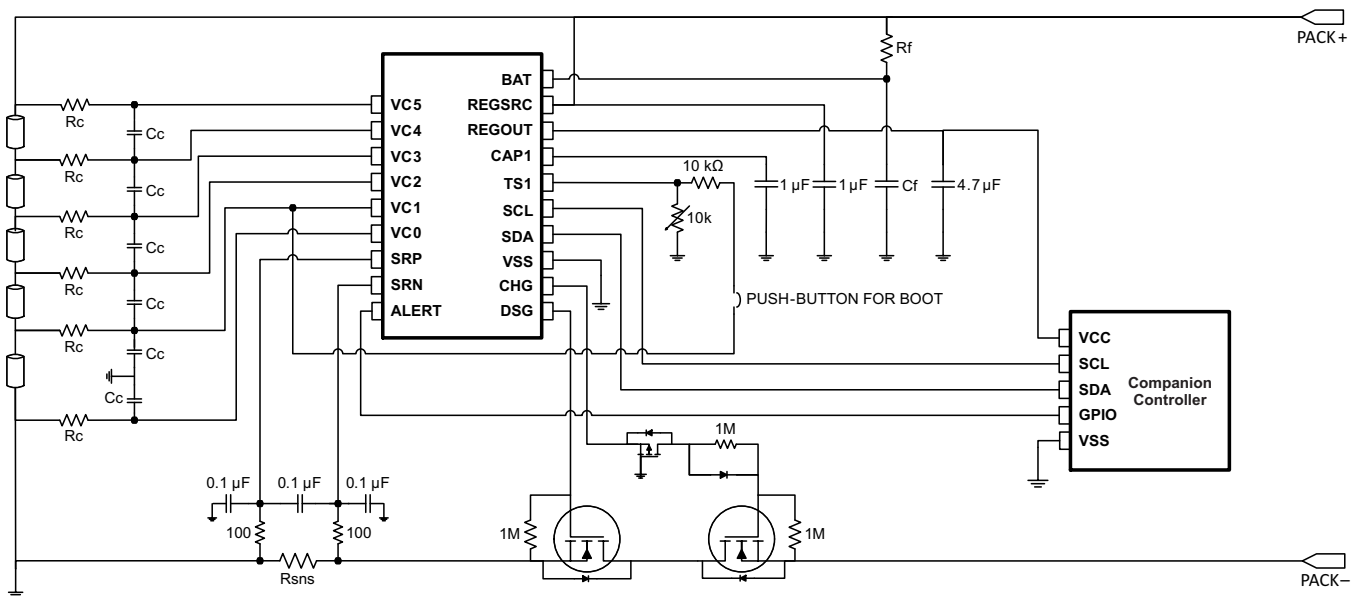 PACK+
Rf
BAT
REGSRC
REGOUT
CAP1
TS1
SCL
SDA
VSS
CHG
DSG
VC5
VC4
VC3
VC2
VC1
VC0
SRP
SRN
ALERT
Rc
Cc
Rc
Cc
Rc
Cc
Rc
Cc
Rc
Cc
Cc
Rc
10 kΩ
10k
1 µF
1 µF
Cf
4.7 µF
PUSH-BUTTON FOR BOOT
VCC
SCL
SDA
GPIO
VSS
Companion
Controller
1M
0.1 µF
0.1 µF
0.1 µF
100
100
1M
1M
Rsns
PACK–